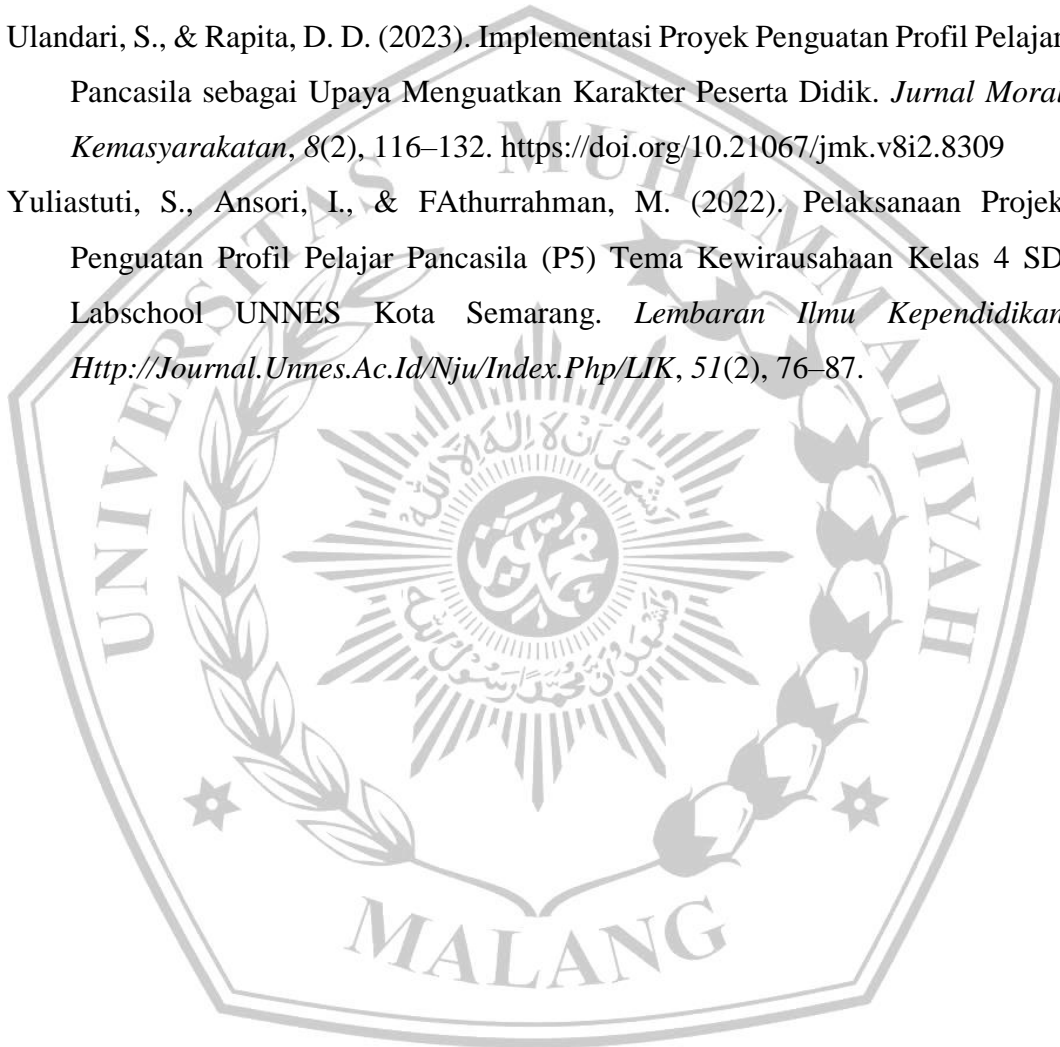 Ulandari, S., & Rapita, D. D. (2023). Implementasi Proyek Penguatan Profil Pelajar
Pancasila sebagai Upaya Menguatkan Karakter Peserta Didik. Jurnal Moral
Kemasyarakatan, 8(2), 116–132. https://doi.org/10.21067/jmk.v8i2.8309
Yuliastuti, S., Ansori, I., & FAthurrahman, M. (2022). Pelaksanaan Projek
Penguatan Profil Pelajar Pancasila (P5) Tema Kewirausahaan Kelas 4 SD
Labschool UNNES Kota Semarang. Lembaran Ilmu Kependidikan
Http://Journal.Unnes.Ac.Id/Nju/Index.Php/LIK, 51(2), 76–87.
UNIVERSITAS MUHAMMADIYAH
MALANG